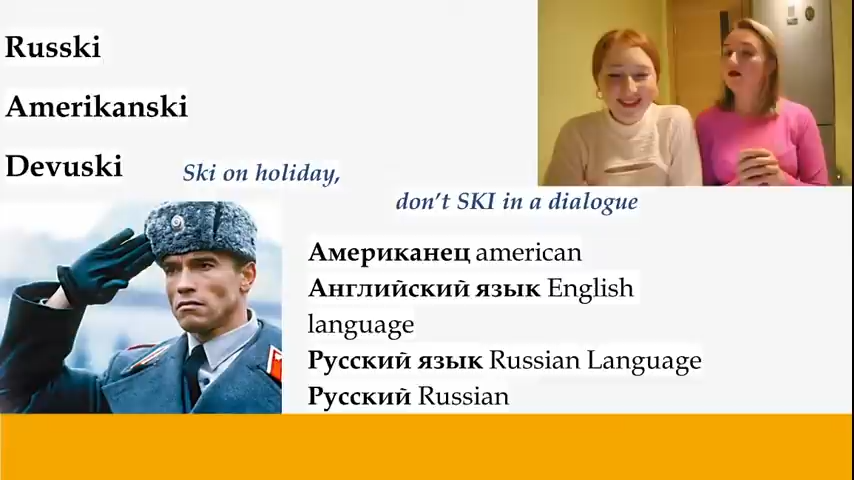 Russki
Amerikanski
Devuski
Ski on holiday,
don't SKI in a dialogue
Американец american
Английский язык English
language
Русский язык Russian Language
Русский Russian